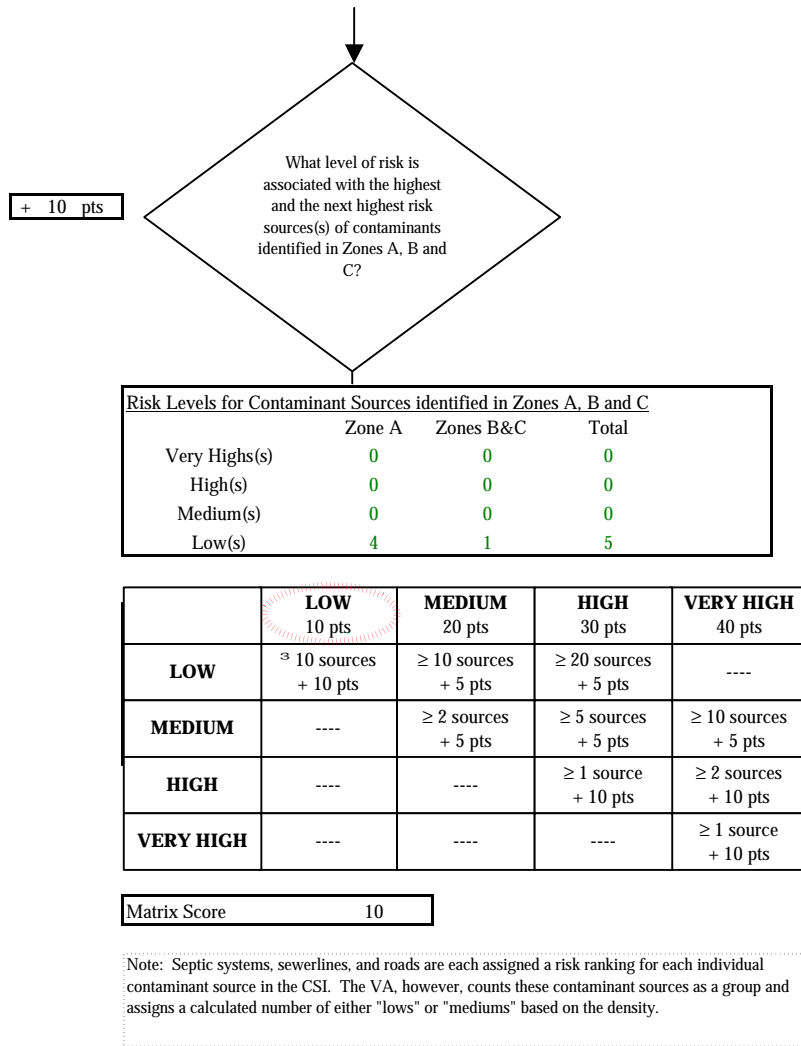 What level of risk is
associated with the highest
and the next highest risk
sources(s) of contaminants
identified in Zones A, B and
C?
+ 10 pts
Risk Levels for Contaminant Sources identified in Zones A, B and C
Zone A Zones B&C Total
Very Highs(s) 0 0 0
High(s) 0 0 0
Medium(s) 0 0 0
Low(s) 4 1 5
LOW MEDIUM HIGH VERY HIGH
10 pts 20 pts 30 pts 40 pts
LOW ³ 10 sources ≥ 10 sources ≥ 20 sources ----
+ 10 pts + 5 pts + 5 pts
MEDIUM ---- ≥ 2 sources ≥ 5 sources ≥ 10 sources
+ 5 pts + 5 pts + 5 pts
HIGH ---- ---- ≥ 1 source ≥ 2 sources
+ 10 pts + 10 pts
VERY HIGH ---- ---- ---- ≥ 1 source
+ 10 pts
Matrix Score 10
Note: Septic systems, sewerlines, and roads are each assigned a risk ranking for each individual
contaminant source in the CSI. The VA, however, counts these contaminant sources as a group and
assigns a calculated number of either "lows" or "mediums" based on the density.